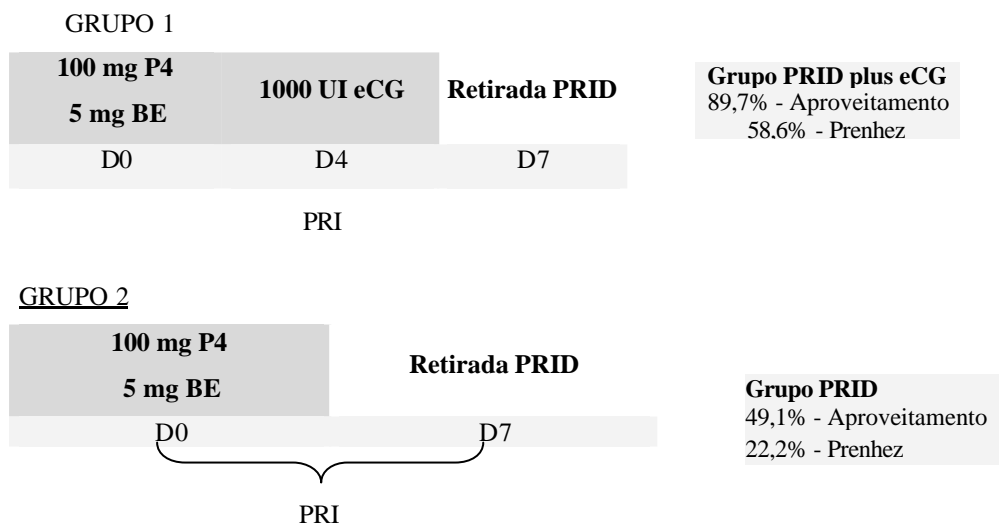 GRUPO 1
100 mg P4
5 mg BE
1000 UI eCG
Retirada PRID
D0
D4
D7
PRI
Grupo PRID plus eCG
89,7% - Aproveitamento
58,6% - Prenhez
GRUPO 2
100 mg P4
5 mg BE
Retirada PRID
D0
D7
PRI
Grupo PRID
49,1% - Aproveitamento
22,2% - Prenhez